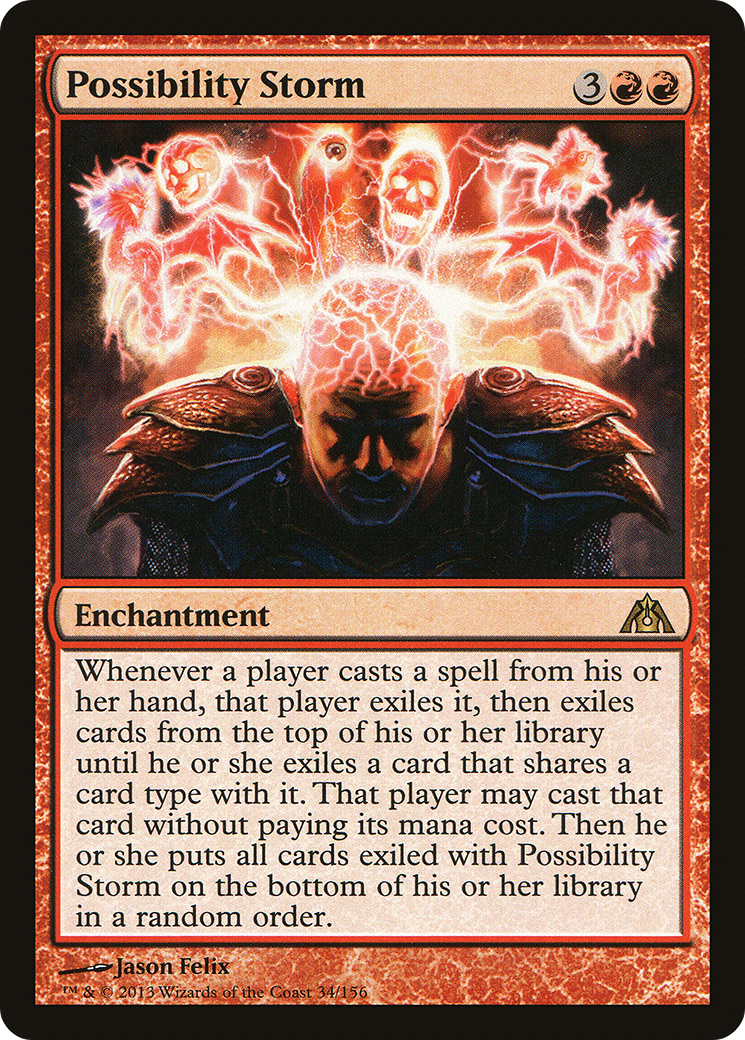 Possibility Storm 3
Enchantment
Whenever a player casts a spell from his or
her hand, that player exiles it, then exiles
cards from the top of his or her library
until he or she exiles a card that shares a
card type with it. That player may cast that
card without paying its mana cost. Then he
or she puts all cards exiled with Possibility
Storm on the bottom of his or her library
in a random order.
Jason Felix
™ & © 2013 Wizards of the Coast 34/156